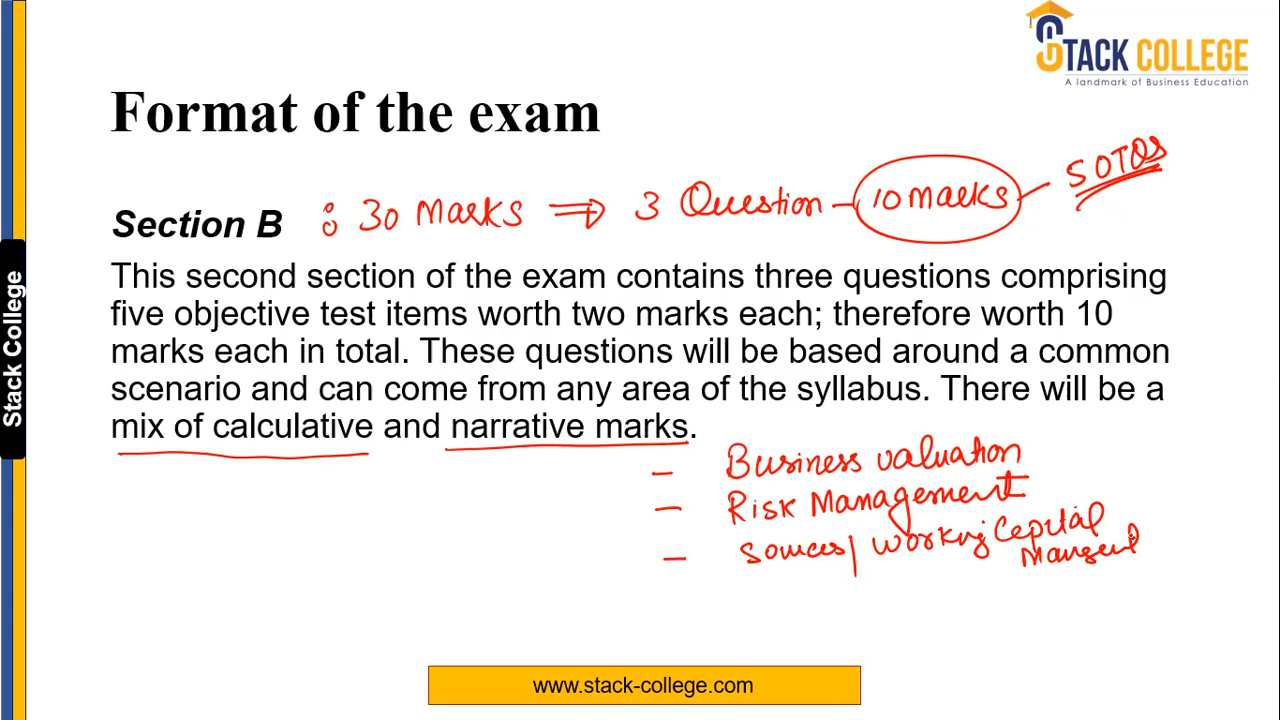 STACK COLLEGE
A landmark of Business Education
Format of the exam
Section B : 30 Marks ⇒ 3 Question - 10 marks - 5 OTQs
This second section of the exam contains three questions comprising
five objective test items worth two marks each; therefore worth 10
marks each in total. These questions will be based around a common
scenario and can come from any area of the syllabus. There will be a
mix of calculative and narrative marks.
- Business valuation
- Risk Management
- Sources/ Working Capital
Stack College
www.stack-college.com